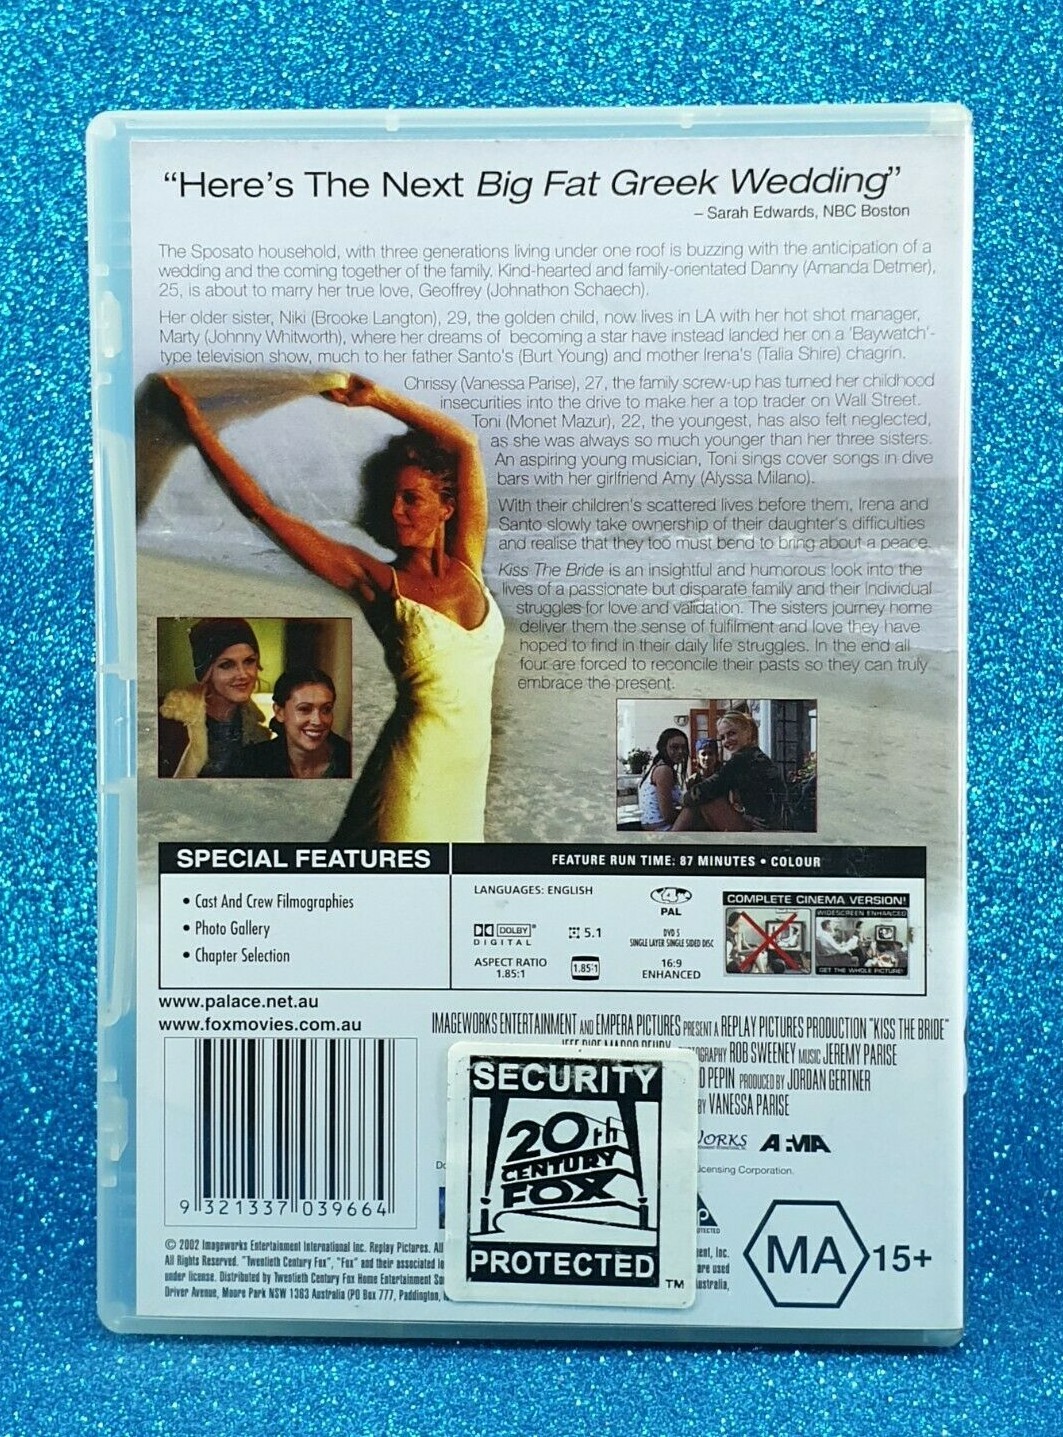 “Here's The Next Big Fat Greek Wedding”
– Sarah Edwards, NBC Boston
The Sposato household, with three generations living under one roof is buzzing with the anticipation of a
wedding and the coming together of the family. Kind-hearted and family-orientated Danny (Amanda Detmer),
25, is about to marry her true love, Geoffrey (Johnathon Schaech).
Her older sister, Niki (Brooke Langton), 29, the golden child, now lives in LA with her hot shot manager,
Marty (Johnny Whitworth), where her dreams of becoming a star have instead landed her on a 'Baywatch'-
type television show, much to her father Santo's (Burt Young) and mother Irena's (Talia Shire) chagrin.
Chrissy (Vanessa Parise), 27, the family screw-up has turned her childhood
insecurities into the drive to make her a top trader on Wall Street.
Toni (Monet Mazur), 22, the youngest, has also felt neglected,
as she was always so much younger than her three sisters.
An aspiring young musician, Toni sings cover songs in dive
bars with her girlfriend Amy (Alyssa Milano).
With their children's scattered lives before them, Irena and
Santo slowly take ownership of their daughter's difficulties
and realise that they too must bend to bring about a peace.
Kiss The Bride is an insightful and humorous look into the
lives of a passionate but disparate family and their individual
struggles for love and validation. The sisters journey home
deliver them the sense of fulfilment and love they have
hoped to find in their daily life struggles. In the end all
four are forced to reconcile their pasts so they can truly
embrace the present.
SPECIAL FEATURES
• Cast And Crew Filmographies
• Photo Gallery
• Chapter Selection
FEATURE RUN TIME: 87 MINUTES • COLOUR
LANGUAGES: ENGLISH
DOLBY
DIGITAL
5.1
ASPECT RATIO
1.85:1
1.85:1
4
PAL
DVD 5
SINGLE LAYER SINGLE SIDED DISC
16:9
ENHANCED
COMPLETE CINEMA VERSION!
WIDESCREEN ENHANCED
GET THE WHOLE PICTURE!
www.palace.net.au
www.foxmovies.com.au
IMAGEWORKS ENTERTAINMENT AND EMPERA PICTURES PRESENT A REPLAY PICTURES PRODUCTION "KISS THE BRIDE"
ROB SWEENEY MUSIC JEREMY PARISE
PEPIN PRODUCED BY JORDAN GERTNER
BY VANESSA PARISE
ORKS
AFMA
icensing Corporation.
9 321337 039664
SECURITY
20th
CENTURY
FOX
PROTECTED
TM
© 2002 Imageworks Entertainment International Inc. Replay Pictures. All
All Rights Reserved. "Twentieth Century Fox", "Fox" and their associated lo
under license. Distributed by Twentieth Century Fox Home Entertainment So
Driver Avenue, Moore Park NSW 1363 Australia (PO Box 777, Paddington,
ent, Inc.
are used
ustralia,
MA 15+